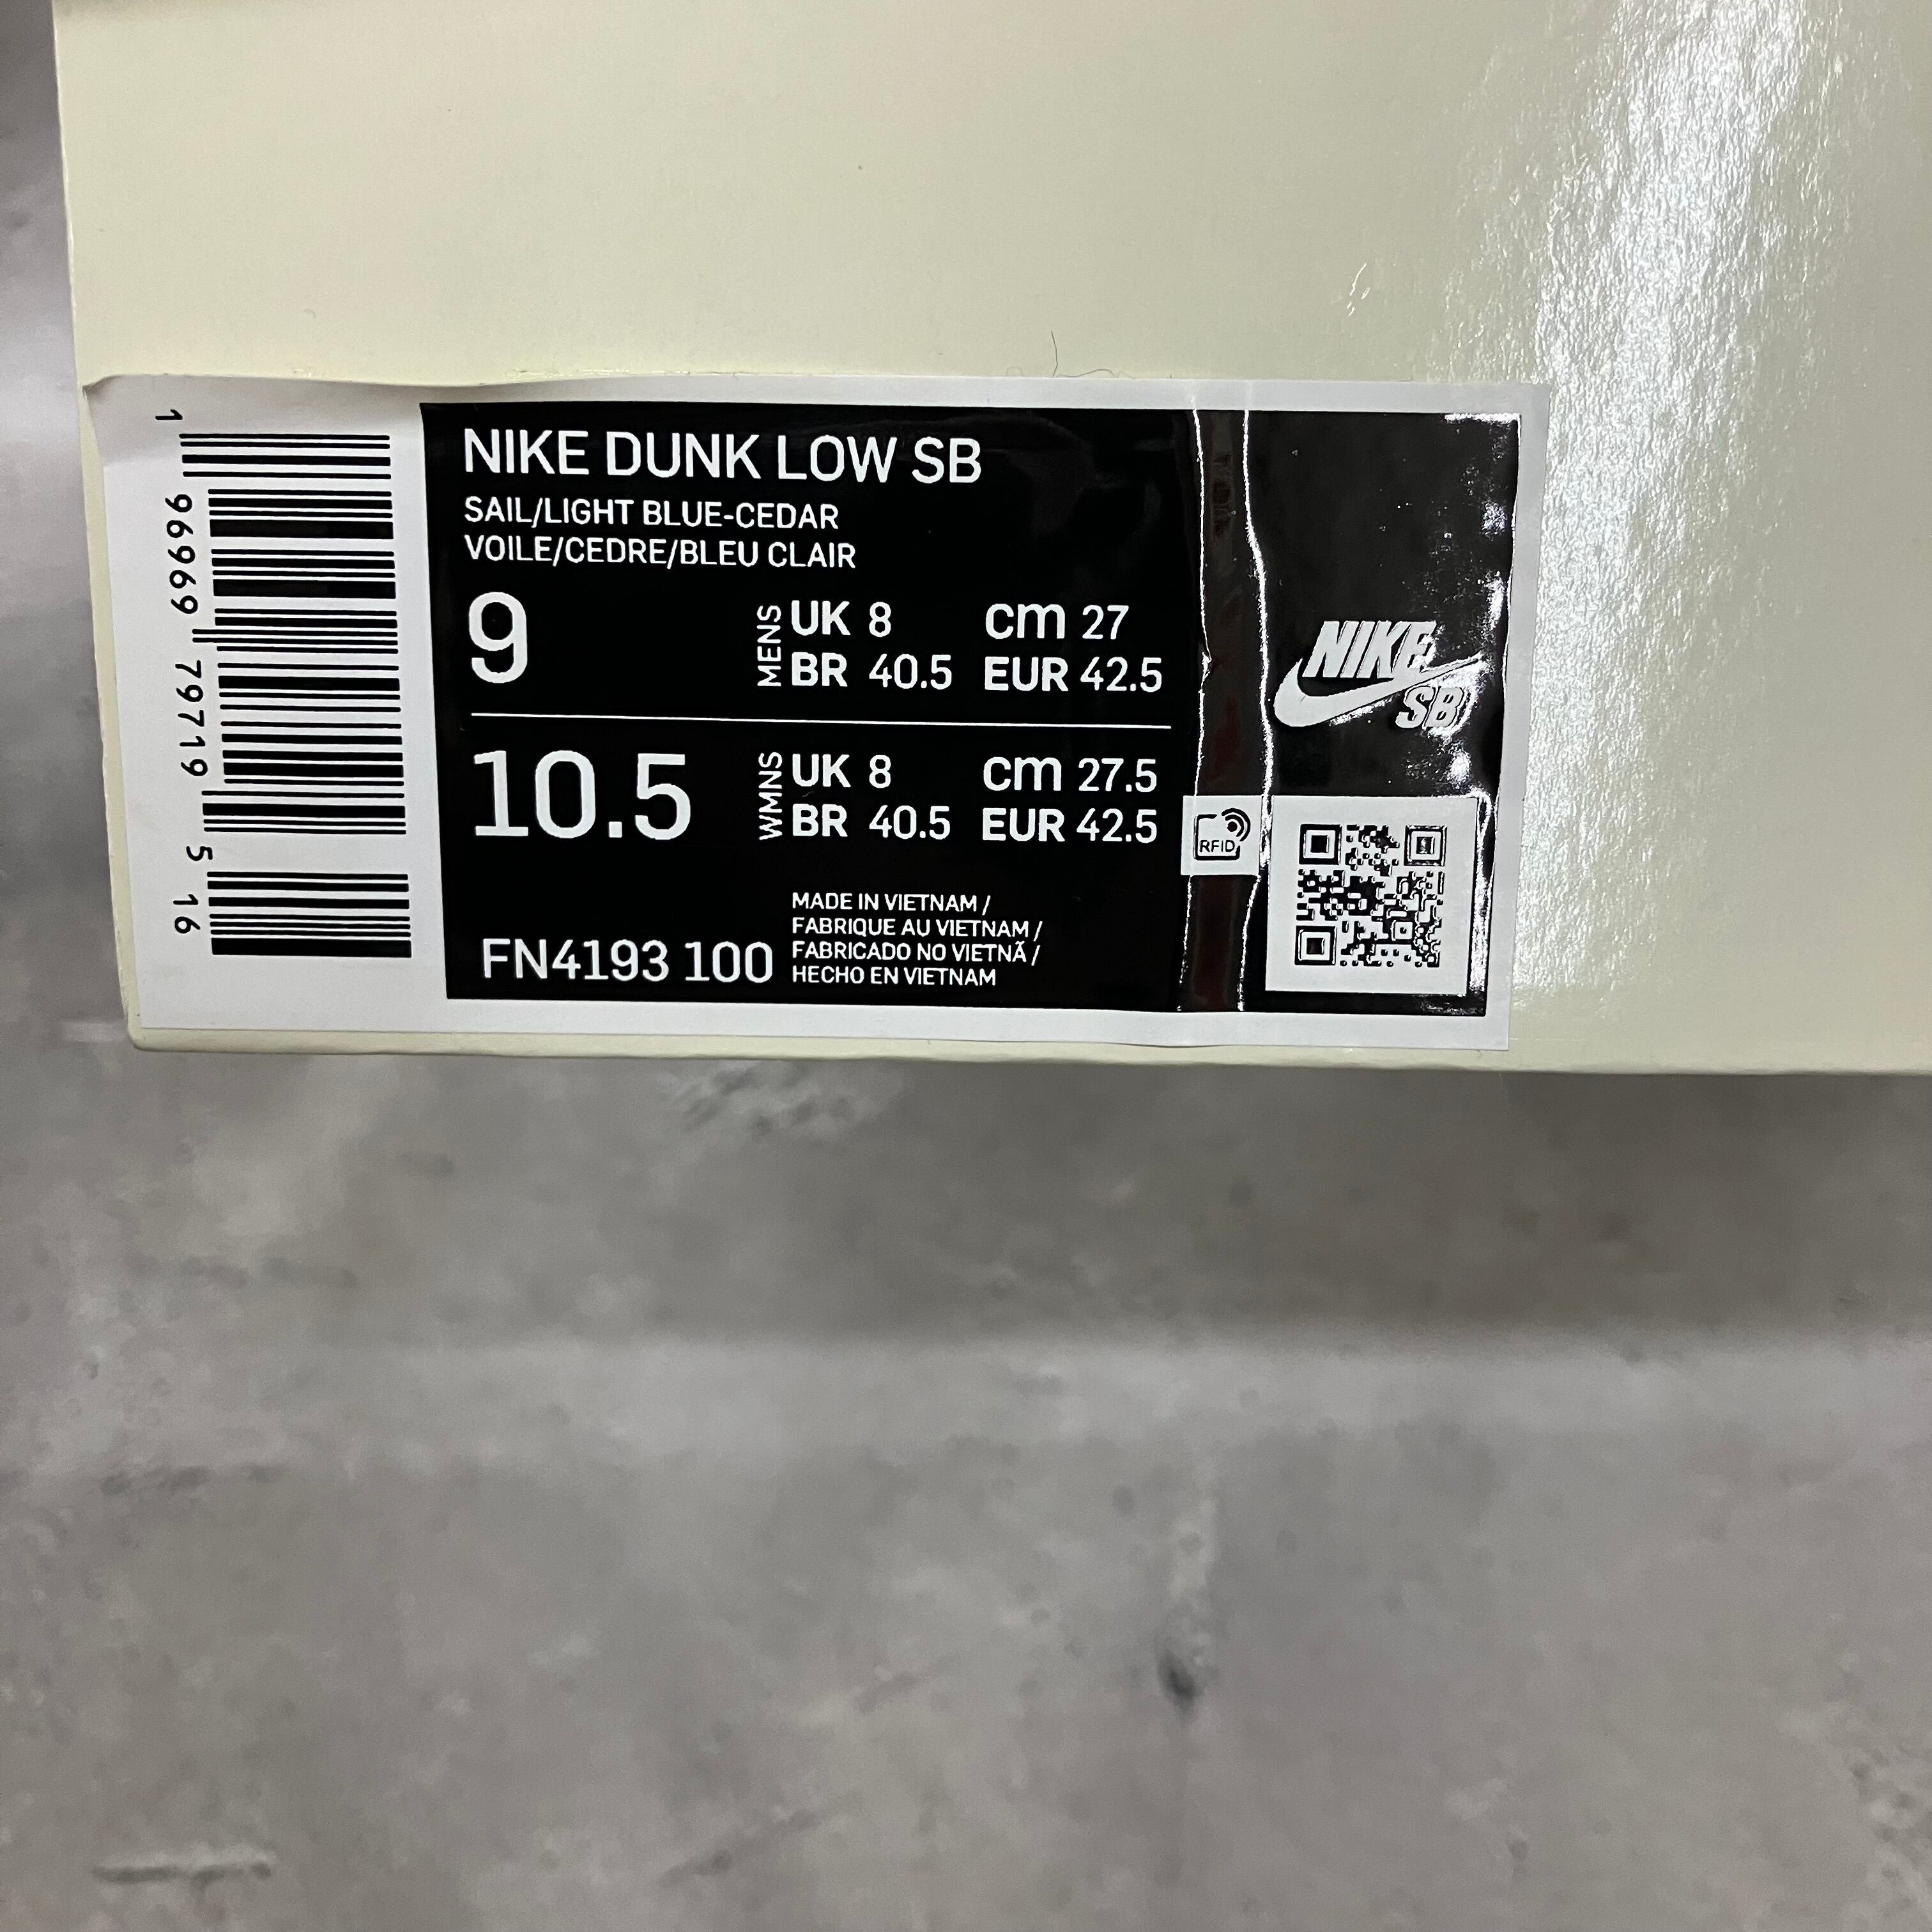 1 96969 79719 5 16
NIKE DUNK LOW SB
SAIL/LIGHT BLUE-CEDAR
VOILE/CEDRE/BLEU CLAIR
9 MENS UK 8 cm 27
BR 40.5 EUR 42.5
10.5 WMNS UK 8 cm 27.5
BR 40.5 EUR 42.5
FN4193 100
MADE IN VIETNAM /
FABRIQUE AU VIETNAM /
FABRICADO NO VIETNÃ /
HECHO EN VIETNAM
NIKE
SB
RFID